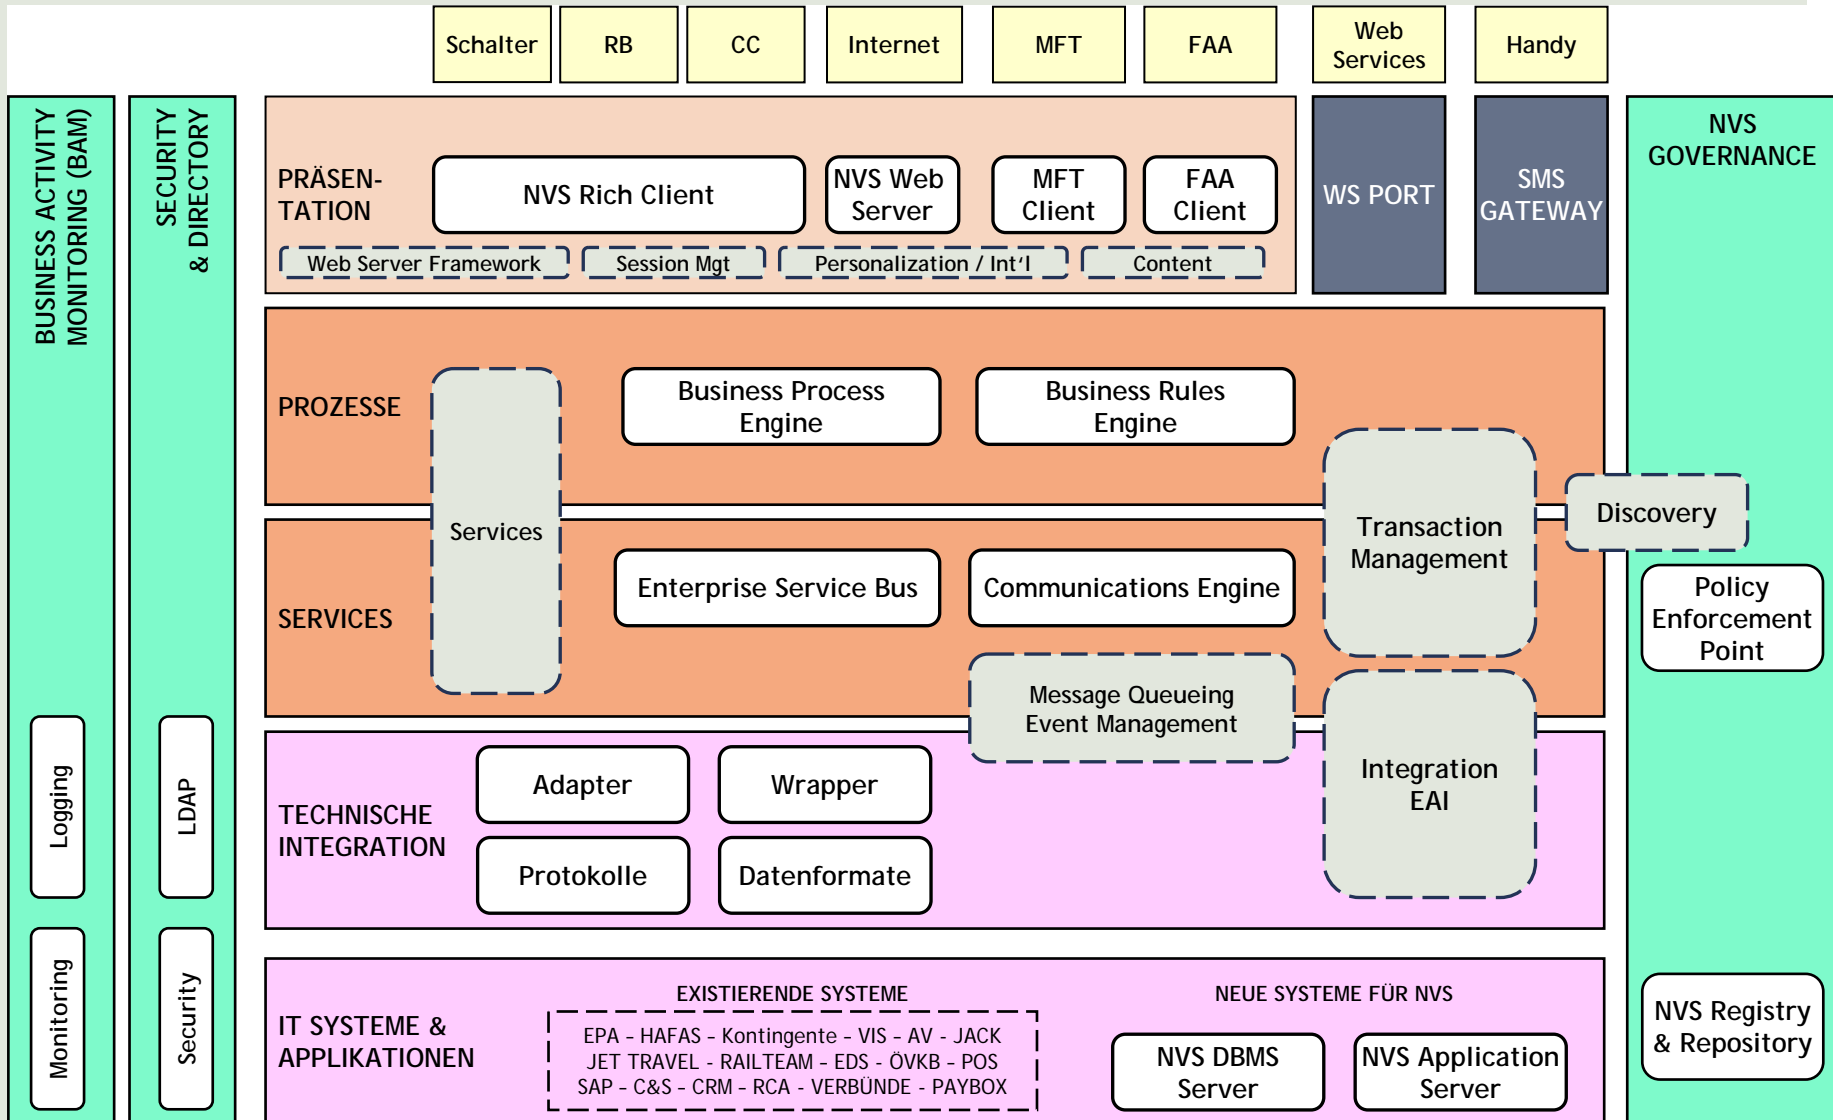 Schalter
RB
CC
Internet
MFT
FAA
Web
Services
Handy
BUSINESS ACTIVITY
MONITORING (BAM)
SECURITY
& DIRECTORY
PRÄSEN-
TATION
NVS Rich Client
NVS Web
Server
MFT
Client
FAA
Client
WS PORT
SMS
GATEWAY
NVS
GOVERNANCE
Web Server Framework
Session Mgt
Personalization / Int‘l
Content
PROZESSE
Business Process
Engine
Business Rules
Engine
Services
Transaction
Management
Discovery
SERVICES
Enterprise Service Bus
Communications Engine
Policy
Enforcement
Point
Message Queueing
Event Management
Logging
LDAP
TECHNISCHE
INTEGRATION
Adapter
Wrapper
Protokolle
Datenformate
Integration
EAI
Monitoring
Security
IT SYSTEME &
APPLIKATIONEN
EXISTIERENDE SYSTEME
EPA – HAFAS – Kontingente – VIS – AV - JACK
JET TRAVEL - RAILTEAM – EDS – ÖVKB – POS
SAP – C&S – CRM – RCA - VERBÜNDE - PAYBOX
NEUE SYSTEME FÜR NVS
NVS DBMS
Server
NVS Application
Server
NVS Registry
& Repository